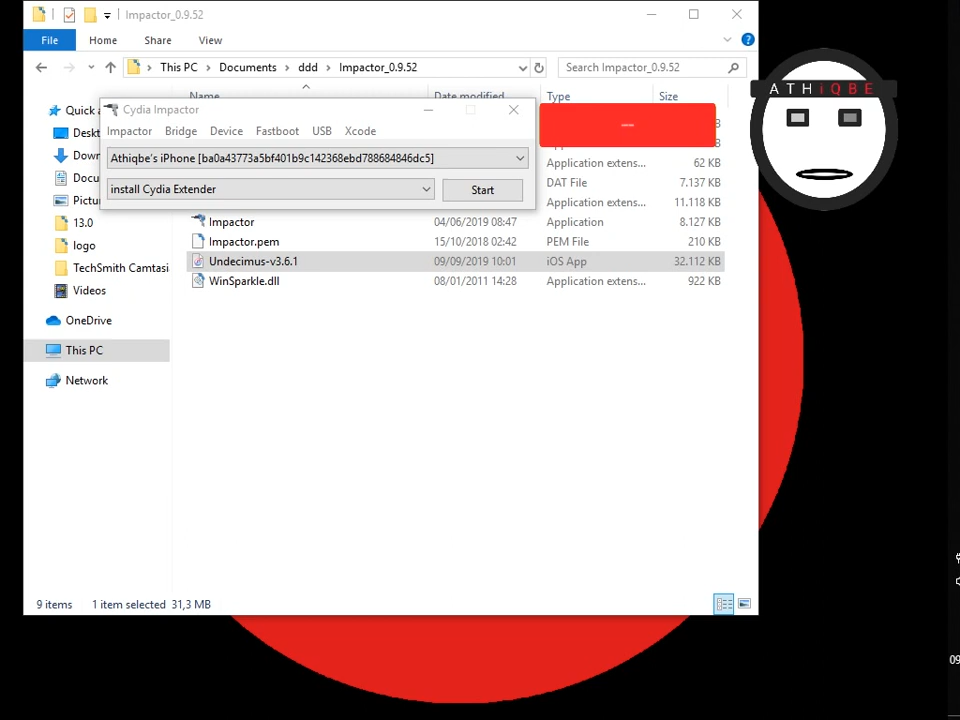 Impactor_0.9.52
File Home Share View
This PC Documents ddd Impactor_0.9.52 Search Impactor_0.9.52
ATHiQBE
Name Date modified Type Size
Quick
Cydia Impactor
Impactor Bridge Device Fastboot USB Xcode
Athiqbe's iPhone [ba0a43773a5bf401b9c142368ebd788684846dc5]
install Cydia Extender Start
Application extens... 62 KB
DAT File 7.137 KB
Application extens... 11.118 KB
Impactor 04/06/2019 08:47 Application 8.127 KB
Impactor.pem 15/10/2018 02:42 PEM File 210 KB
Undecimus-v3.6.1 09/09/2019 10:01 iOS App 32.112 KB
WinSparkle.dll 08/01/2011 14:28 Application extens... 922 KB
Deskt
Down
Docu
Pictu
13.0
logo
TechSmith Camtasi
Videos
OneDrive
This PC
Network
9 items 1 item selected 31,3 MB
09